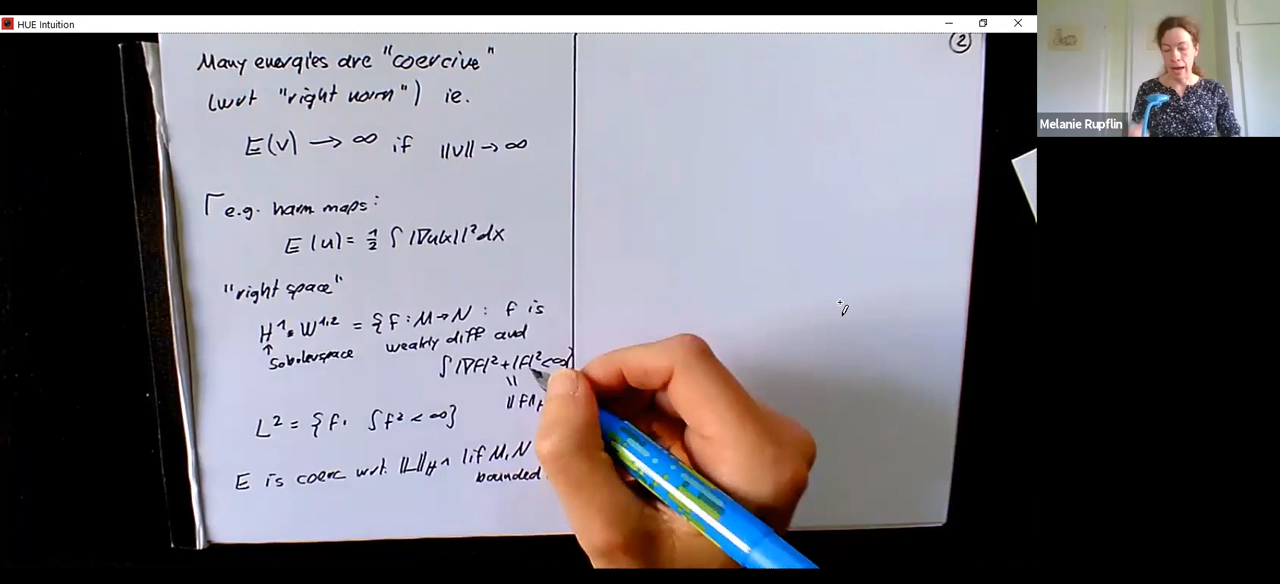 HUE Intuition
Many energies are "coercive"
(wrt "right norm") ie.
E(v) → ∞ if ||v|| → ∞
e.g. harm maps:
E(u) = 1/2 ∫ |∇u(x)|² dx
"right space"
H¹ = W^{1,2} = {f : M → N : f is
weakly diff and
Sobolev space
∫ |∇f|² + |f|² < ∞}
||
||f||
L² = {f, ∫ f² < ∞}
E is coerc wrt. ||·||_{H¹} (if M, N
bounded
2
Melanie Rupflin